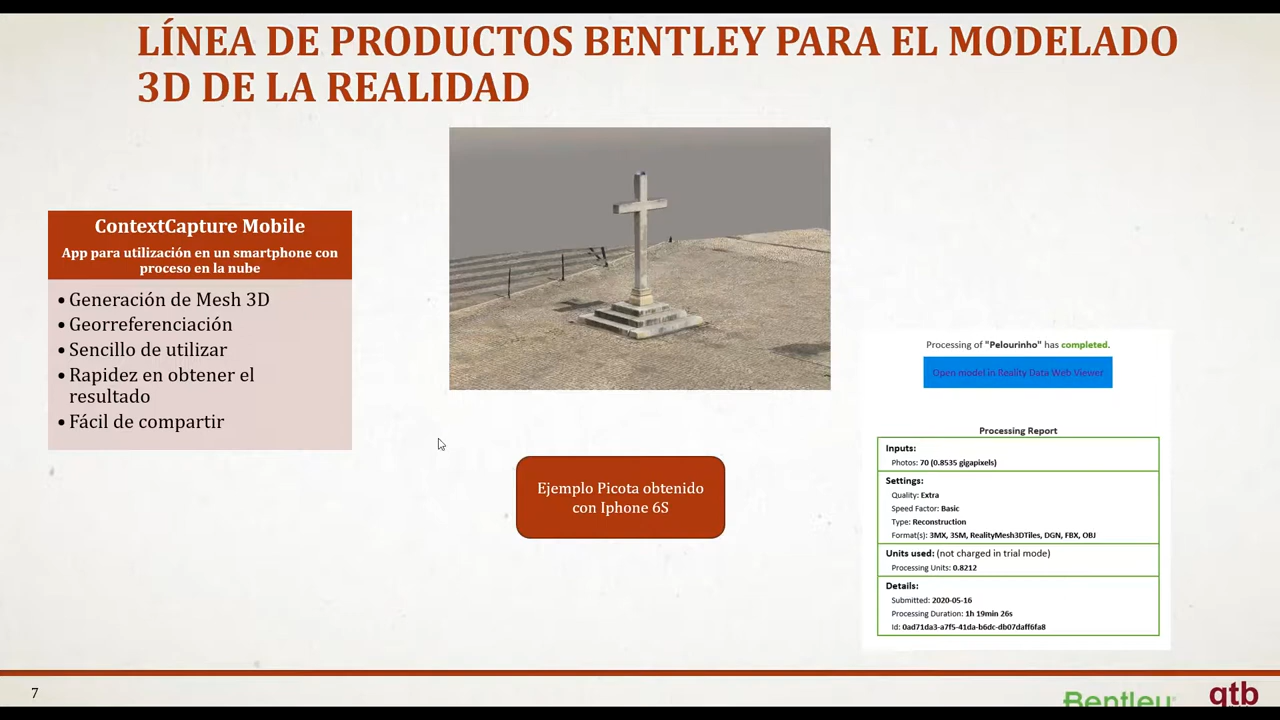 LÍNEA DE PRODUCTOS BENTLEY PARA EL MODELADO
3D DE LA REALIDAD
ContextCapture Mobile
App para utilización en un smartphone con
proceso en la nube
• Generación de Mesh 3D
• Georreferenciación
• Sencillo de utilizar
• Rapidez en obtener el
resultado
• Fácil de compartir
Ejemplo Picota obtenido
con Iphone 6S
Processing of "Pelourinho" has completed.
Open model in Reality Data Web Viewer
Processing Report
Inputs:
Photos: 70 (0.8535 gigapixels)
Settings:
Quality: Extra
Speed Factor: Basic
Type: Reconstruction
Format(s): 3MX, 3SM, RealityMesh3DTiles, DGN, FBX, OBJ
Units used: (not charged in trial mode)
Processing Units: 0.8212
Details:
Submitted: 2020-05-16
Processing Duration: 1h 19min 26s
Id: 0ad71da3-a7f5-41da-b6dc-db07daff6fa8
7
Bentley
qtb